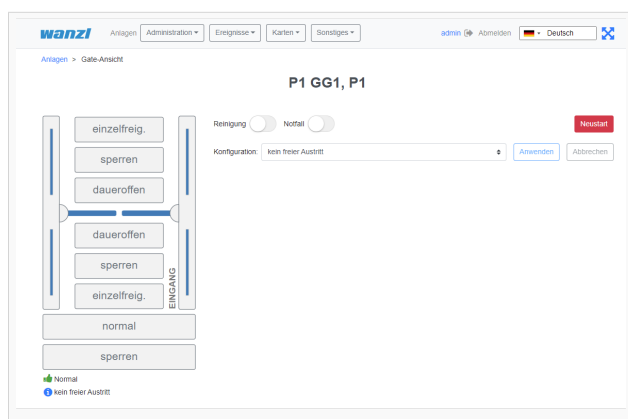 wanzl Anlagen Administration Ereignisse Karten Sonstiges admin Abmelden Deutsch
Anlagen > Gate-Ansicht
P1 GG1, P1
Reinigung Notfall Neustart
Konfiguration: kein freier Austritt Anwenden Abbrechen
einzelfreig.
sperren
daueroffen
daueroffen
sperren
einzelfreig.
EINGANG
normal
sperren
Normal
kein freier Austritt